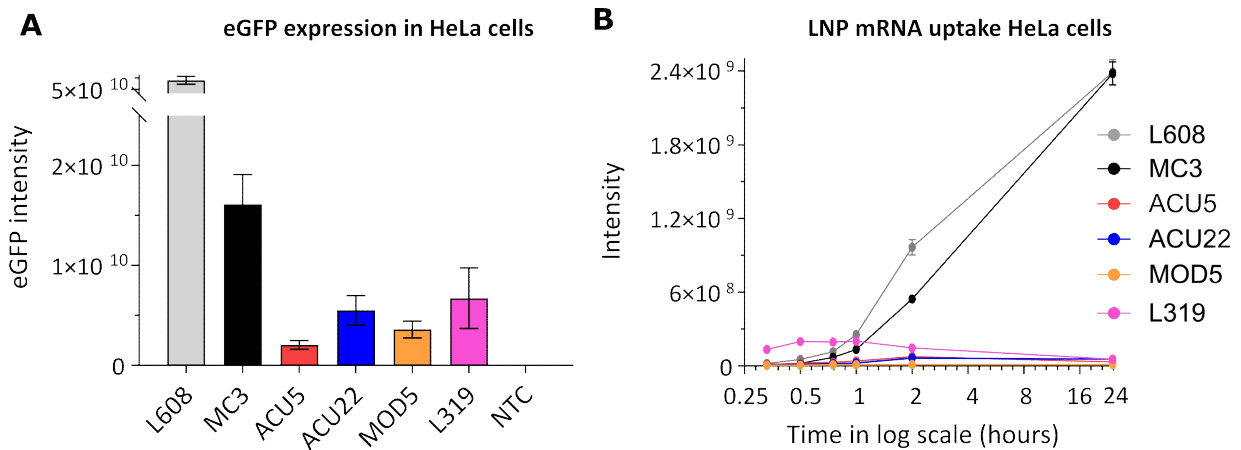 A
eGFP expression in HeLa cells
eGFP intensity
5× 10 10
2× 10 10
1× 10 10
0
L608
MC3
ACU5
ACU22
MOD5
L319
NTC
B
LNP mRNA uptake HeLa cells
Intensity
2.4×10 9
1.8×10 9
1.2×10 9
6×10 8
0
0.25 0.5 1 2 4 8 16 24
Time in log scale (hours)
L608
MC3
ACU5
ACU22
MOD5
L319